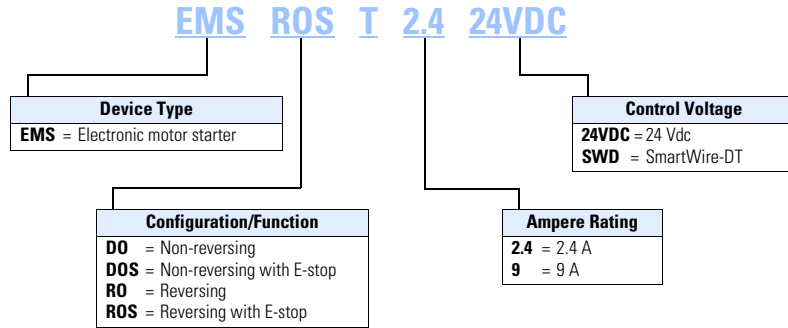 EMS ROS T 2.4 24VDC
Device Type
EMS = Electronic motor starter
Control Voltage
24VDC = 24 Vdc
SWD = SmartWire-DT
Configuration/Function
DO = Non-reversing
DOS = Non-reversing with E-stop
RO = Reversing
ROS = Reversing with E-stop
Ampere Rating
2.4 = 2.4 A
9 = 9 A